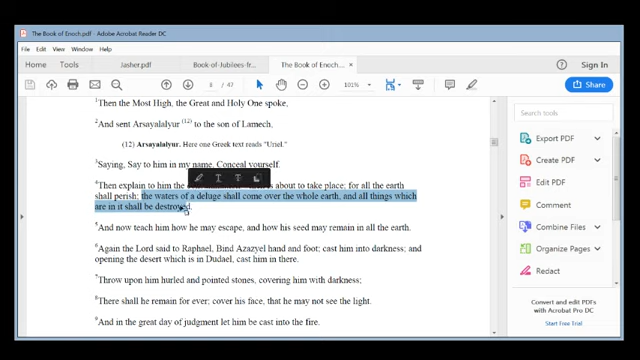 The Book of Enoch.pdf - Adobe Acrobat Reader DC
File Edit View Window Help
Home Tools Jasher.pdf Book-of-Jubilees-fr... The Book of Enoch.... × Sign In
8 / 47 101% Share
Search tools
Export PDF
Create PDF
Edit PDF
Comment
Combine Files
Organize Pages
Redact
Convert and edit PDFs
with Acrobat Pro DC
Start Free Trial
1Then the Most High, the Great and Holy One spoke,
2And sent Arsayalalyur (12) to the son of Lamech,
(12) Arsayalalyur. Here one Greek text reads "Uriel."
3Saying, Say to him in my name, Conceal yourself.
4Then explain to him the is about to take place; for all the earth
shall perish; the waters of a deluge shall come over the whole earth, and all things which
are in it shall be destroyed.
5And now teach him how he may escape, and how his seed may remain in all the earth.
6Again the Lord said to Raphael, Bind Azazyel hand and foot; cast him into darkness; and
opening the desert which is in Dudael, cast him in there.
7Throw upon him hurled and pointed stones, covering him with darkness;
8There shall he remain for ever; cover his face, that he may not see the light.
9And in the great day of judgment let him be cast into the fire.